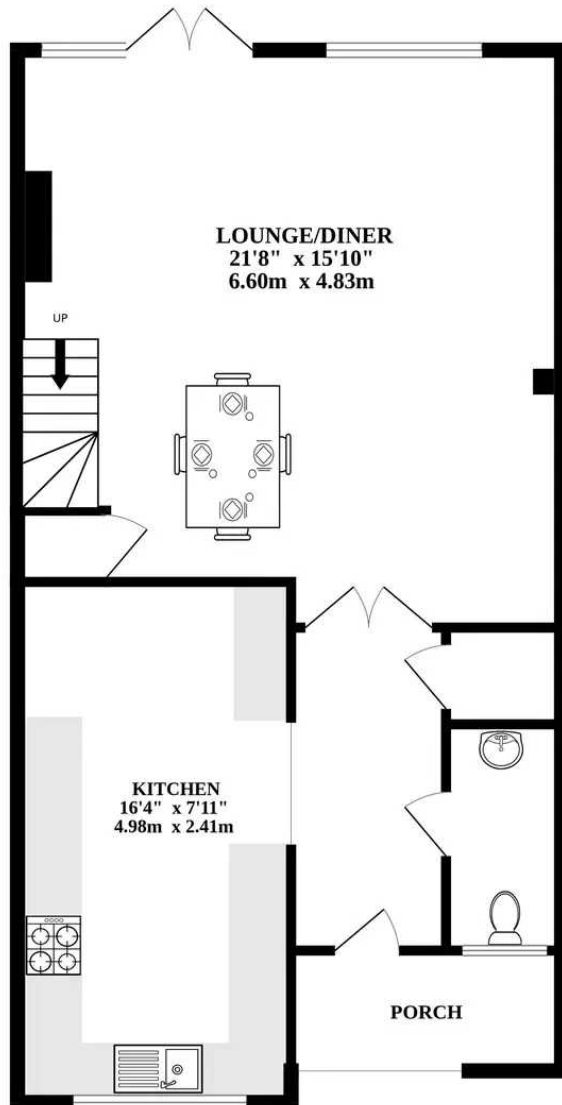 LOUNGE/DINER
21'8" x 15'10"
6.60m x 4.83m
UP
KITCHEN
16'4" x 7'11"
4.98m x 2.41m
PORCH